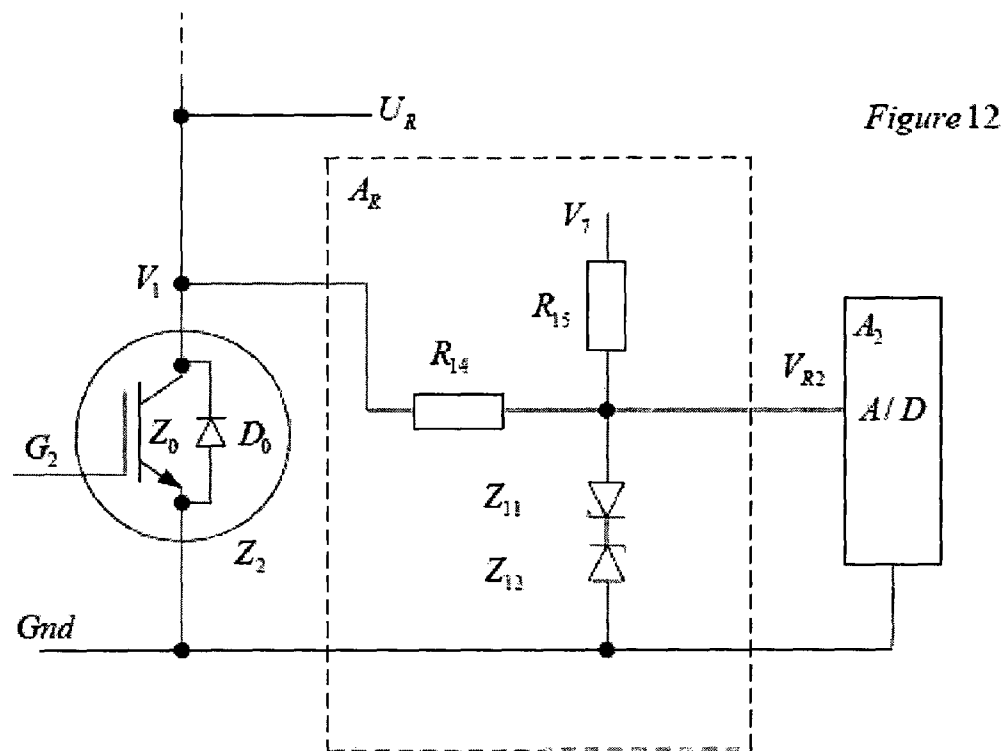 U_R
Figure 12
A_R
V_7
V_1
R_15
A_2
R_14
V_R2
A/D
Z_0
D_0
G_2
Z_11
Z_2
Z_12
Gnd